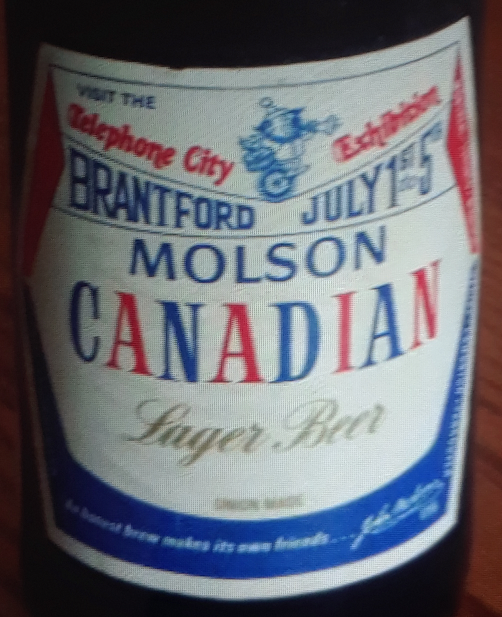 VISIT THE
Telephone City Exhibition
BRANTFORD JULY 1ST to 5th
MOLSON
CANADIAN
Lager Beer
UNION MADE
An honest brew makes its own friends...